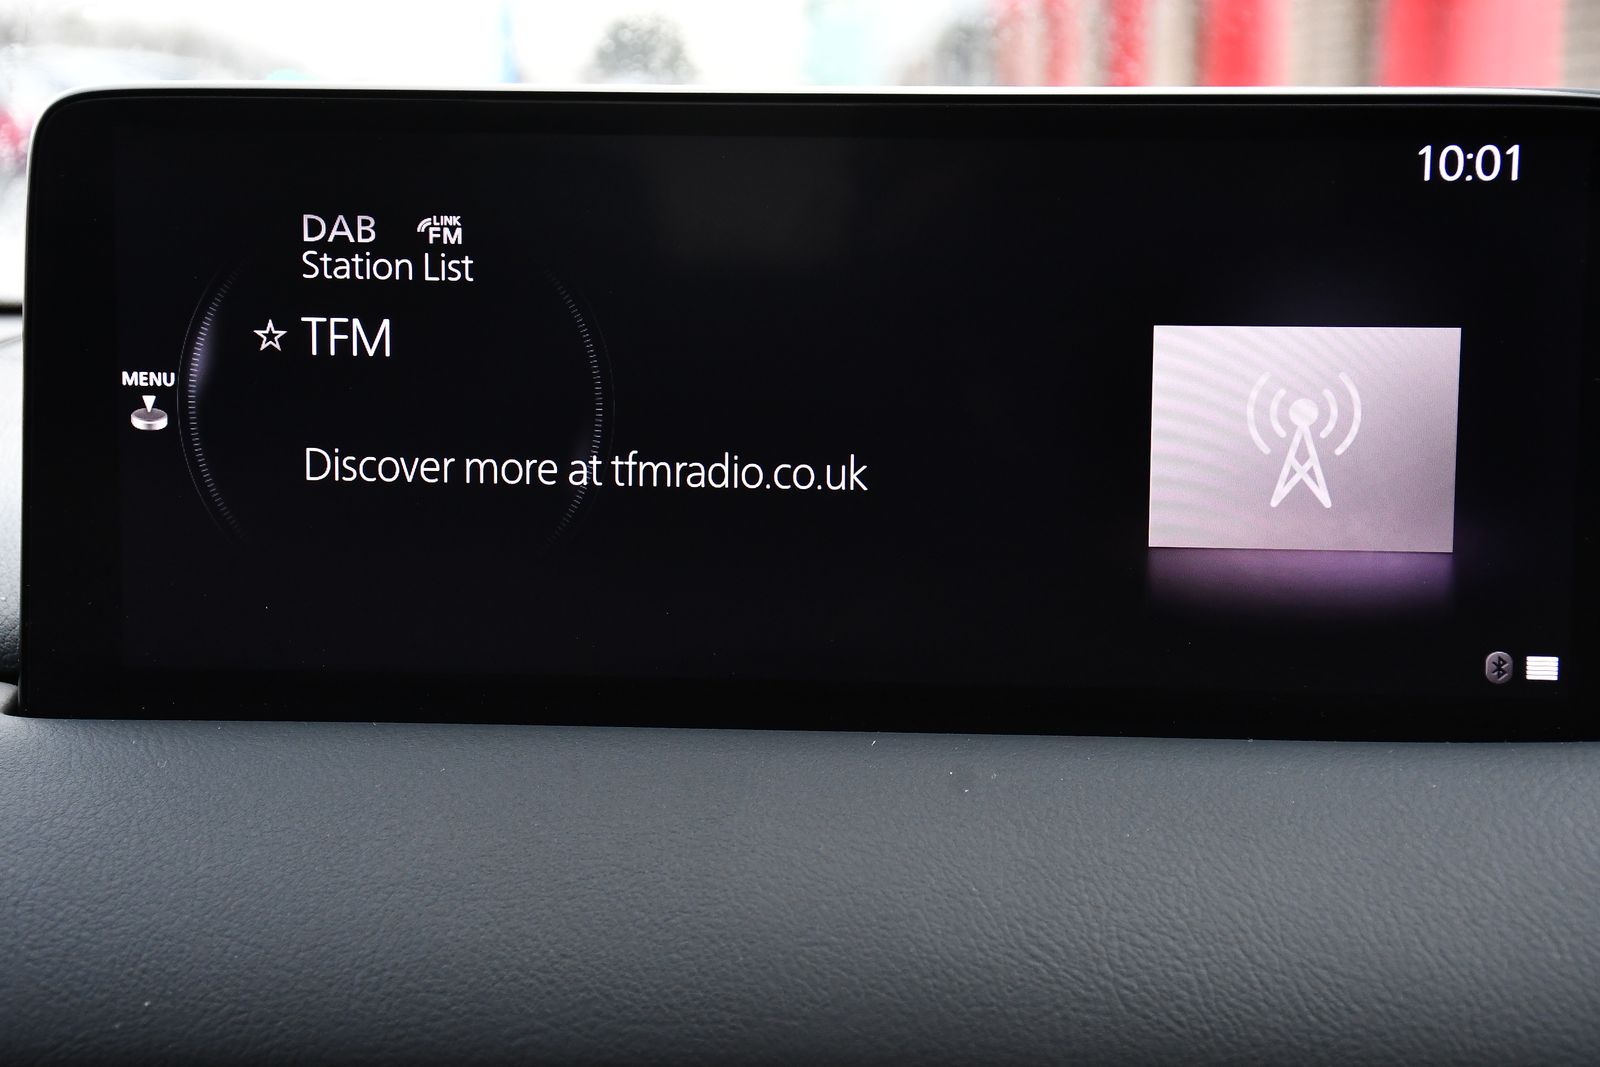 10:01
DAB LINK FM
Station List
TFM
MENU
Discover more at tfmradio.co.uk